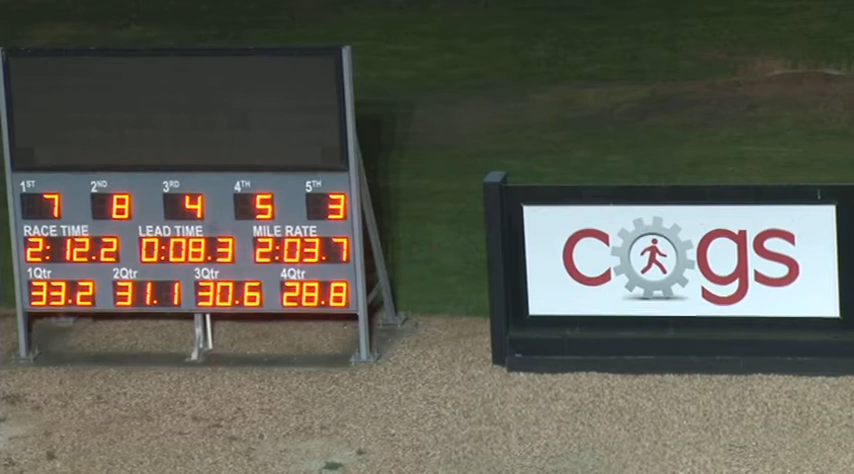 1ST 2ND 3RD 4TH 5TH
7 8 4 5 3
RACE TIME LEAD TIME MILE RATE
2:12.2 0:08.3 2:03.7
1Qtr 2Qtr 3Qtr 4Qtr
33.2 31.1 30.6 28.8
cogs